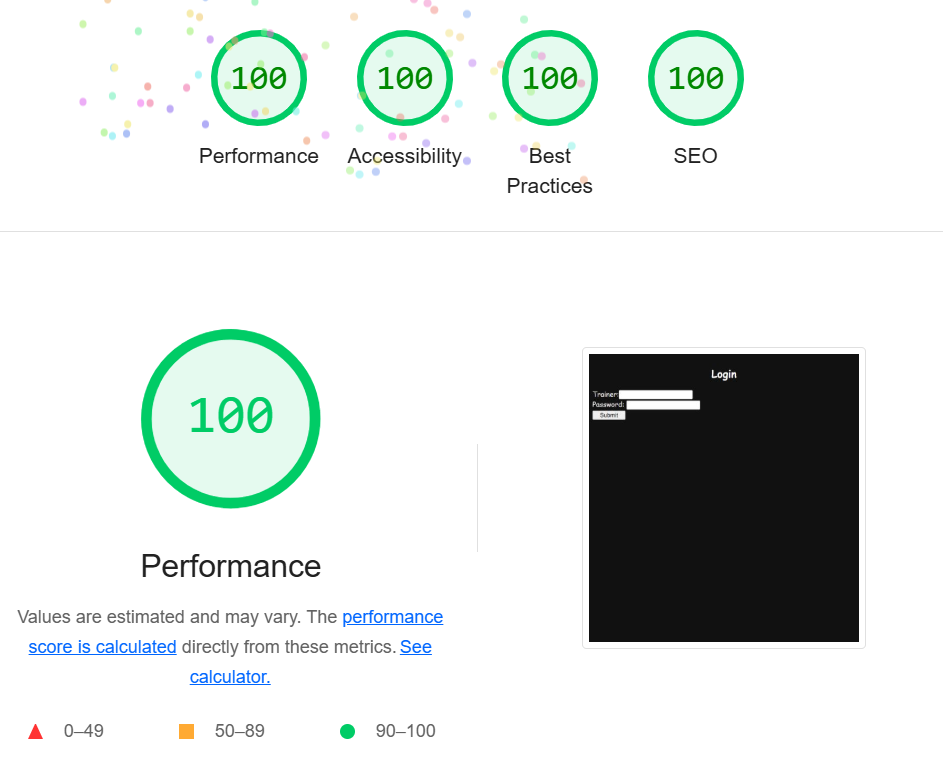 100
100
100
100
Performance
Accessibility
Best
Practices
SEO
100
Performance
Values are estimated and may vary. The performance
score is calculated directly from these metrics. See
calculator.
0–49
50–89
90–100
Login
Trainer:
Password:
Submit